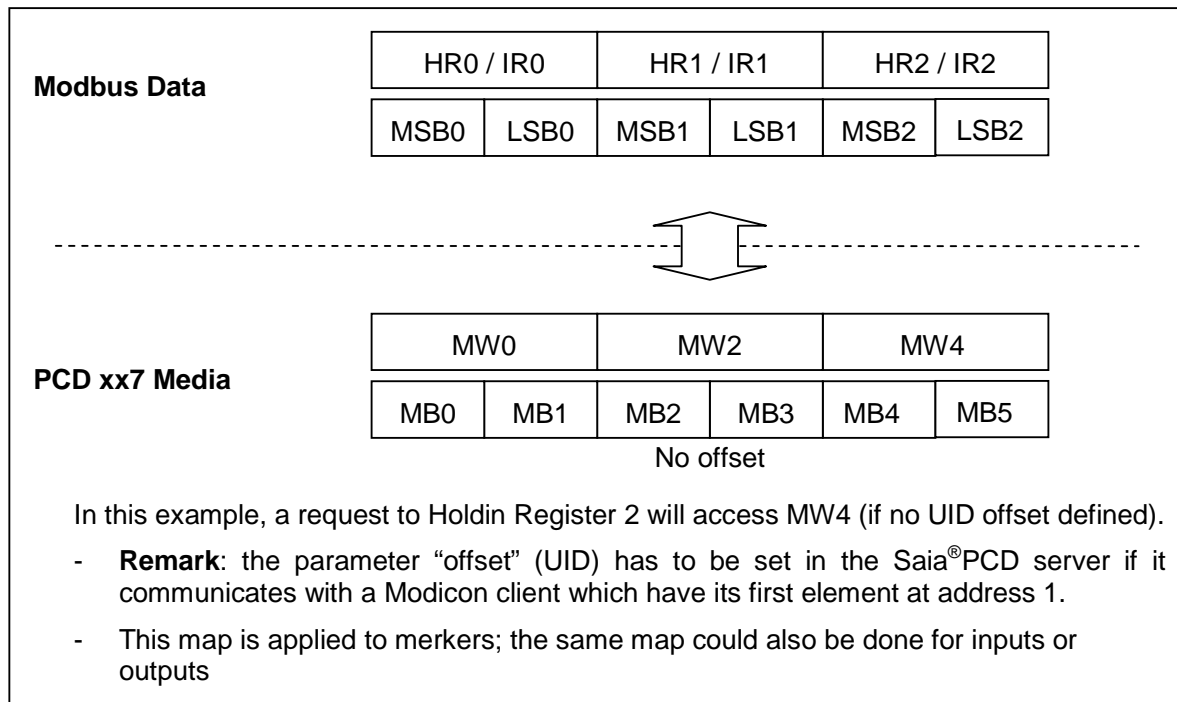 HR0 / IR0 HR1 / IR1 HR2 / IR2
Modbus Data
MSB0 LSB0 MSB1 LSB1 MSB2 LSB2
MW0 MW2 MW4
PCD xx7 Media
MB0 MB1 MB2 MB3 MB4 MB5
No offset
In this example, a request to Holdin Register 2 will access MW4 (if no UID offset defined).
- Remark: the parameter “offset” (UID) has to be set in the Saia®PCD server if it
communicates with a Modicon client which have its first element at address 1.
- This map is applied to merkers; the same map could also be done for inputs or
outputs